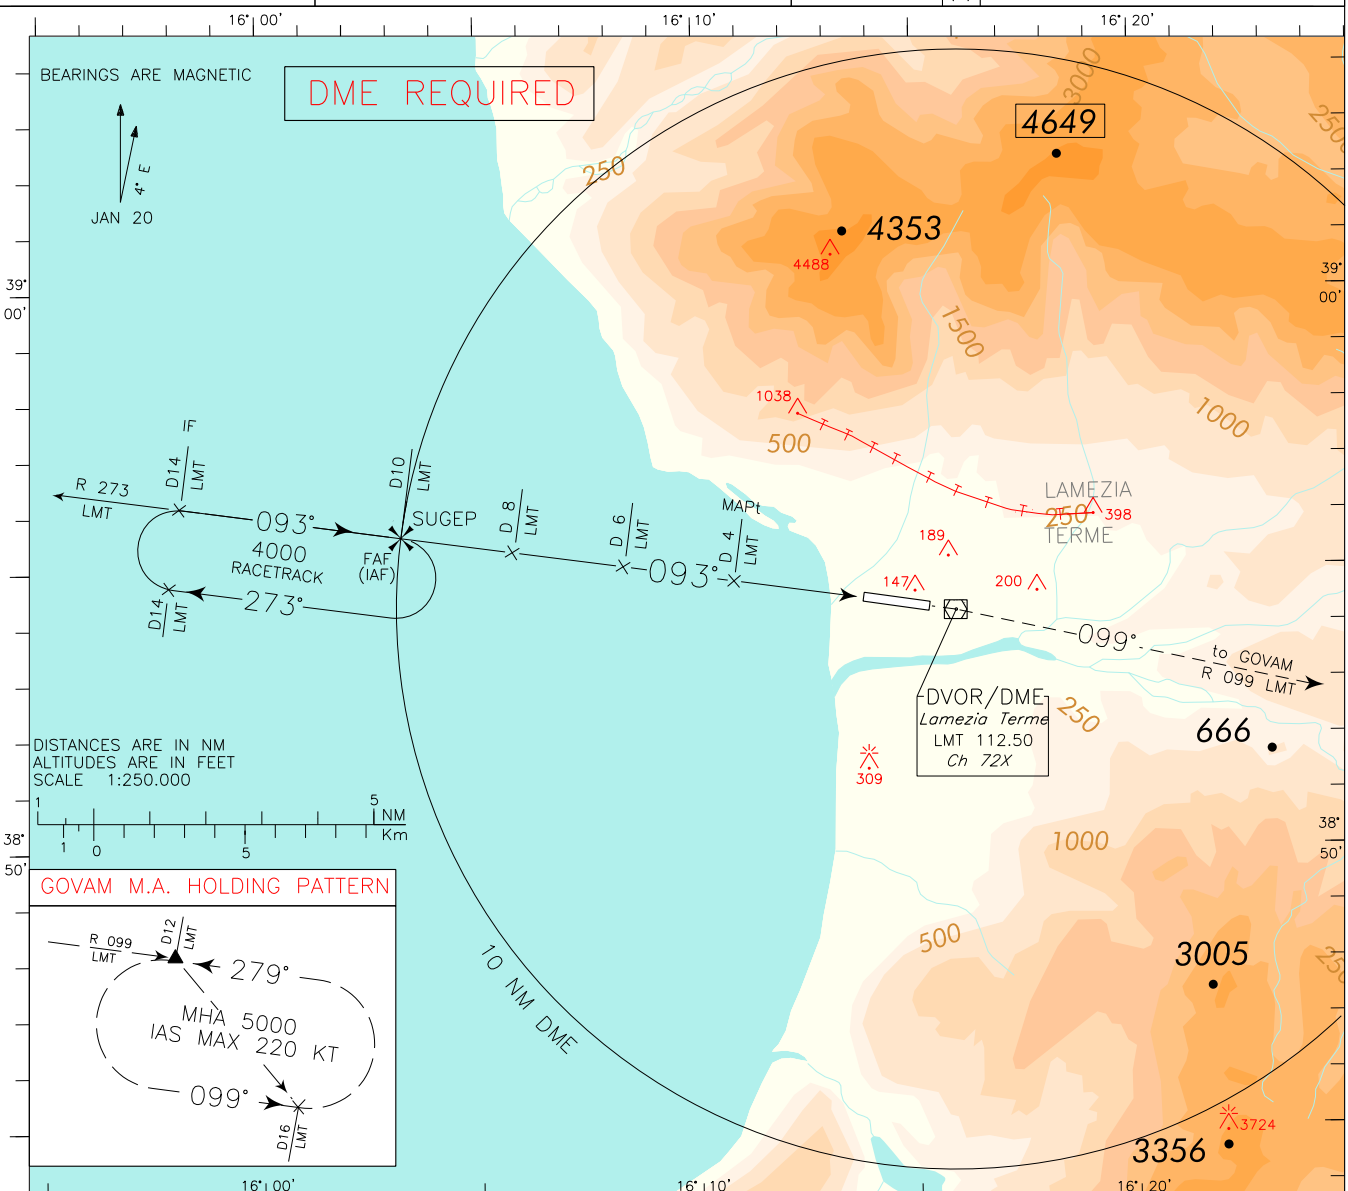 16° 00'
16° 10'
16° 20'
BEARINGS ARE MAGNETIC
DME REQUIRED
4° E
JAN 20
3000
2500
4649
250
4353
4488
39°
00'
39°
00'
1500
1038
500
1000
IF
D14
LMT
D10
LMT
R 273
LMT
093°
4000
RACETRACK
273°
D14
LMT
SUGEP
FAF
(IAF)
D 8
LMT
D 6
LMT
093°
MAPt
D 4
LMT
LAMEZIA
250
TERME
398
189
147
200
099°
to GOVAM
R 099 LMT
DVOR/DME
Lamezia Terme
LMT 112.50
Ch 72X
250
666
309
DISTANCES ARE IN NM
ALTITUDES ARE IN FEET
SCALE 1:250.000
1
5
NM
Km
1
0
5
38°
50'
38°
50'
1000
500
3005
250
3724
3356
10 NM DME
GOVAM M.A. HOLDING PATTERN
R 099
LMT
D12
LMT
279°
MHA 5000
IAS MAX 220 KT
099°
D16
LMT
16° 00'
16° 10'
16° 20'